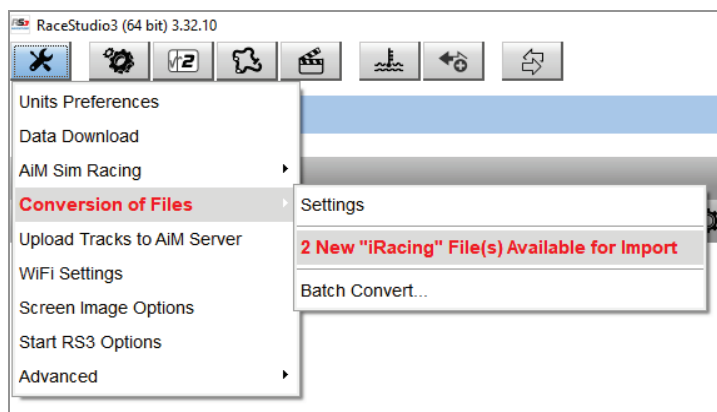 RS3 RaceStudio3 (64 bit) 3.32.10
Units Preferences
Data Download
AiM Sim Racing
Conversion of Files
Upload Tracks to AiM Server
WiFi Settings
Screen Image Options
Start RS3 Options
Advanced
Settings
2 New "iRacing" File(s) Available for Import
Batch Convert...